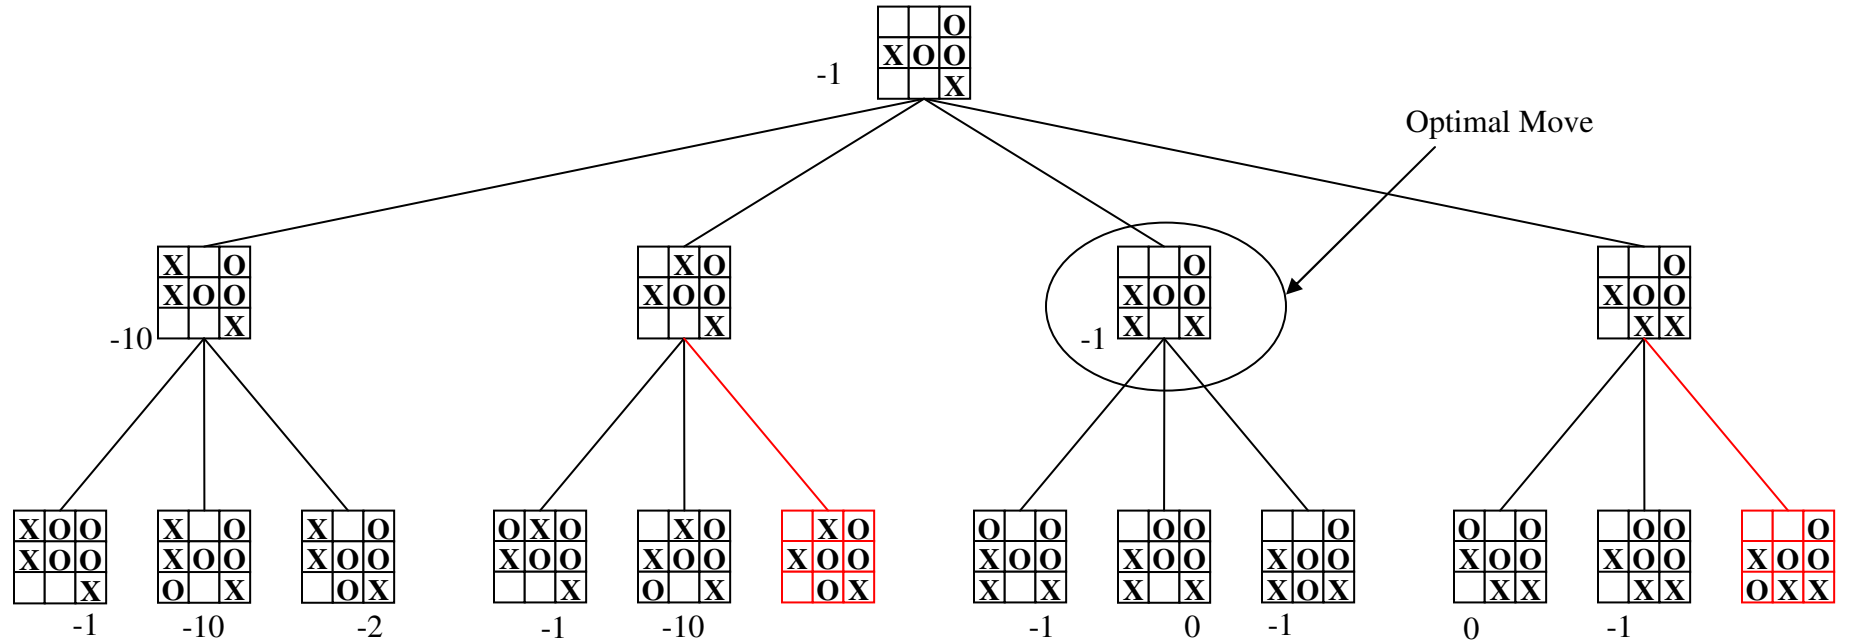 O
X O O
-1
X
Optimal Move
X O
X O O
X
-10
X O
X O O
X
O
X O O
X X
-1
O
X O O
X X
X O O
X O O
X
-1
X O
X O O
O X
-10
X O
X O O
O X
-2
O X O
X O O
X
-1
X O
X O O
O X
-10
X O
X O O
O X
O O
X O O
X X
-1
O O
X O O
X X
0
O
X O O
X O X
-1
O O
X O O
X X
0
O O
X O O
X X
-1
O
X O O
O X X